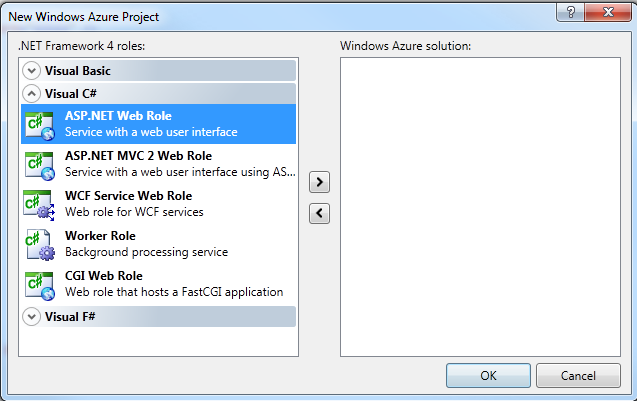 New Windows Azure Project
.NET Framework 4 roles:
Windows Azure solution:
Visual Basic
Visual C#
ASP.NET Web Role
Service with a web user interface
ASP.NET MVC 2 Web Role
Service with a web user interface using AS...
WCF Service Web Role
Web role for WCF services
Worker Role
Background processing service
CGI Web Role
Web role that hosts a FastCGI application
Visual F#
OK
Cancel